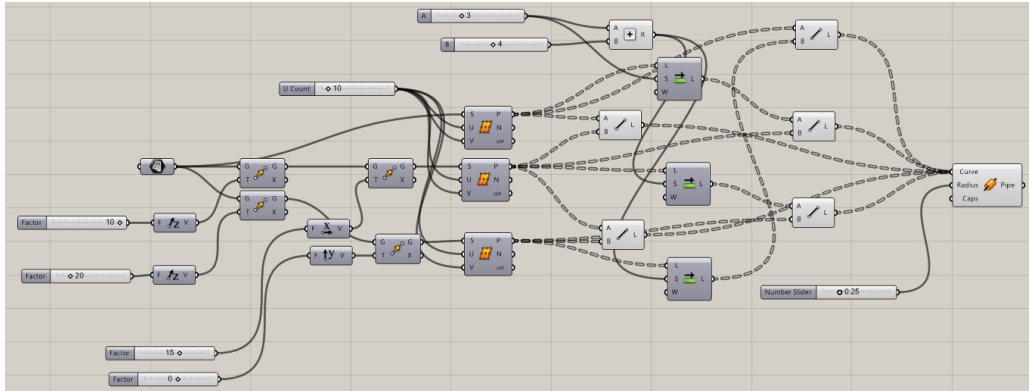 A 3
B 4
A B R
A B L
U Count 10
L S W L
S U V P N uv
A B L
A B L
G T G X
G T G X
S U V P N uv
L S W L
Curve Radius Caps Pipe
G T G X
Factor 10
F z V
A B L
F x V
A B L
F y V
G T G X
S U V P N uv
Factor 20
F z V
L S W L
Number Slider 0.25
Factor 15
Factor 0